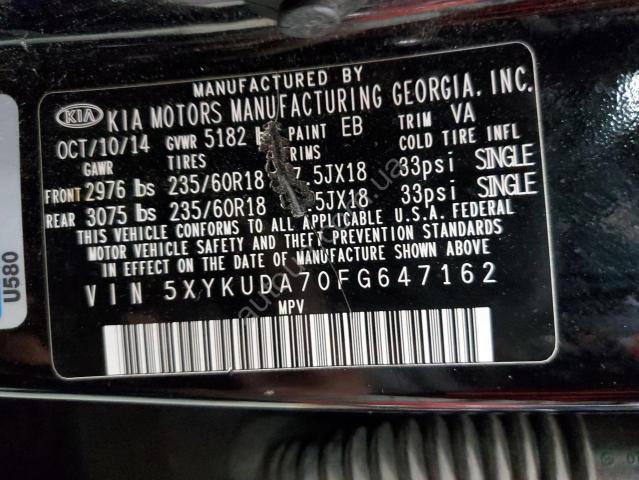 MANUFACTURED BY
KIA KIA MOTORS MANUFACTURING GEORGIA, INC.
OCT/10/14 GVWR 5182 PAINT EB TRIM VA
GAWR TIRES RIMS COLD TIRE INFL
FRONT 2976 lbs 235/60R18 7.5JX18 33psi SINGLE
REAR 3075 lbs 235/60R18 .5JX18 33psi SINGLE
THIS VEHICLE CONFORMS TO ALL APPLICABLE U.S.A. FEDERAL
MOTOR VEHICLE SAFETY AND THEFT PREVENTION STANDARDS
IN EFFECT ON THE DATE OF MANUFACTURE SHOWN ABOVE.
VIN 5XYKUDA70FG647162
MPV
U580